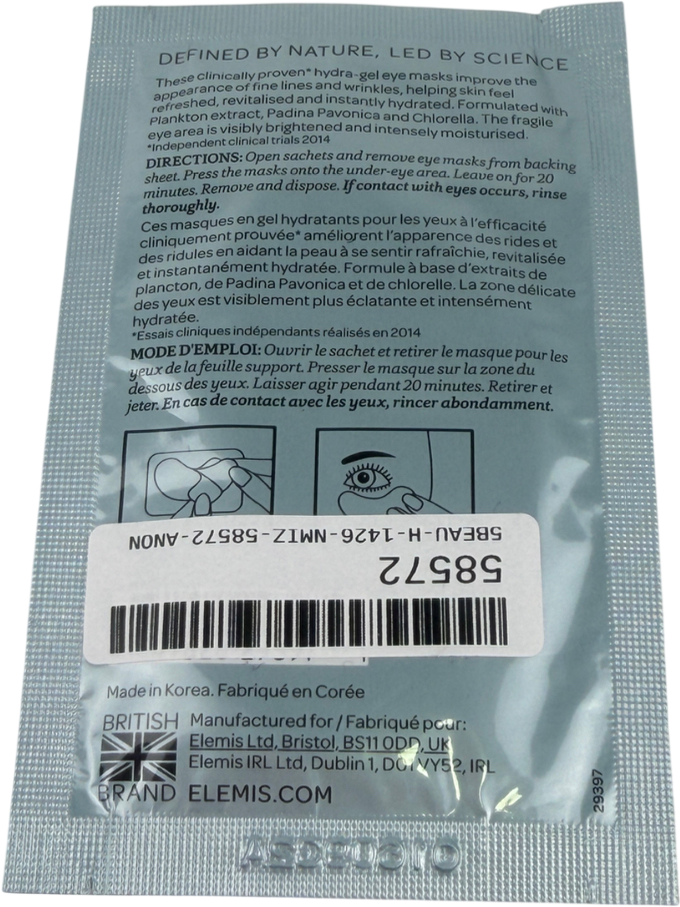 DEFINED BY NATURE, LED BY SCIENCE
These clinically proven* hydra-gel eye masks improve the
appearance of fine lines and wrinkles, helping skin feel
refreshed, revitalised and instantly hydrated. Formulated with
Plankton extract, Padina Pavonica and Chlorella. The fragile
eye area is visibly brightened and intensely moisturised.
*Independent clinical trials 2014
DIRECTIONS: Open sachets and remove eye masks from backing
sheet. Press the masks onto the under-eye area. Leave on for 20
minutes. Remove and dispose. If contact with eyes occurs, rinse
thoroughly.
Ces masques en gel hydratants pour les yeux à l'efficacité
cliniquement prouvée* améliorent l'apparence des rides et
des ridules en aidant la peau à se sentir rafraîchie, revitalisée
et instantanément hydratée. Formule à base d'extraits de
plancton, de Padina Pavonica et de chlorelle. La zone délicate
des yeux est visiblement plus éclatante et intensément
hydratée.
*Essais cliniques indépendants réalisés en 2014
MODE D'EMPLOI: Ouvrir le sachet et retirer le masque pour les
yeux de la feuille support. Presser le masque sur la zone du
dessous des yeux. Laisser agir pendant 20 minutes. Retirer et
jeter. En cas de contact avec les yeux, rincer abondamment.
5BEAU-H-1426-NMIZ-58572-ANON
58572
Made in Korea. Fabriqué en Corée
BRITISH
BRAND
Manufactured for / Fabriqué pour:
Elemis Ltd, Bristol, BS11 0DD, UK
Elemis IRL Ltd, Dublin 1, D01VY52, IRL
ELEMIS.COM
29397